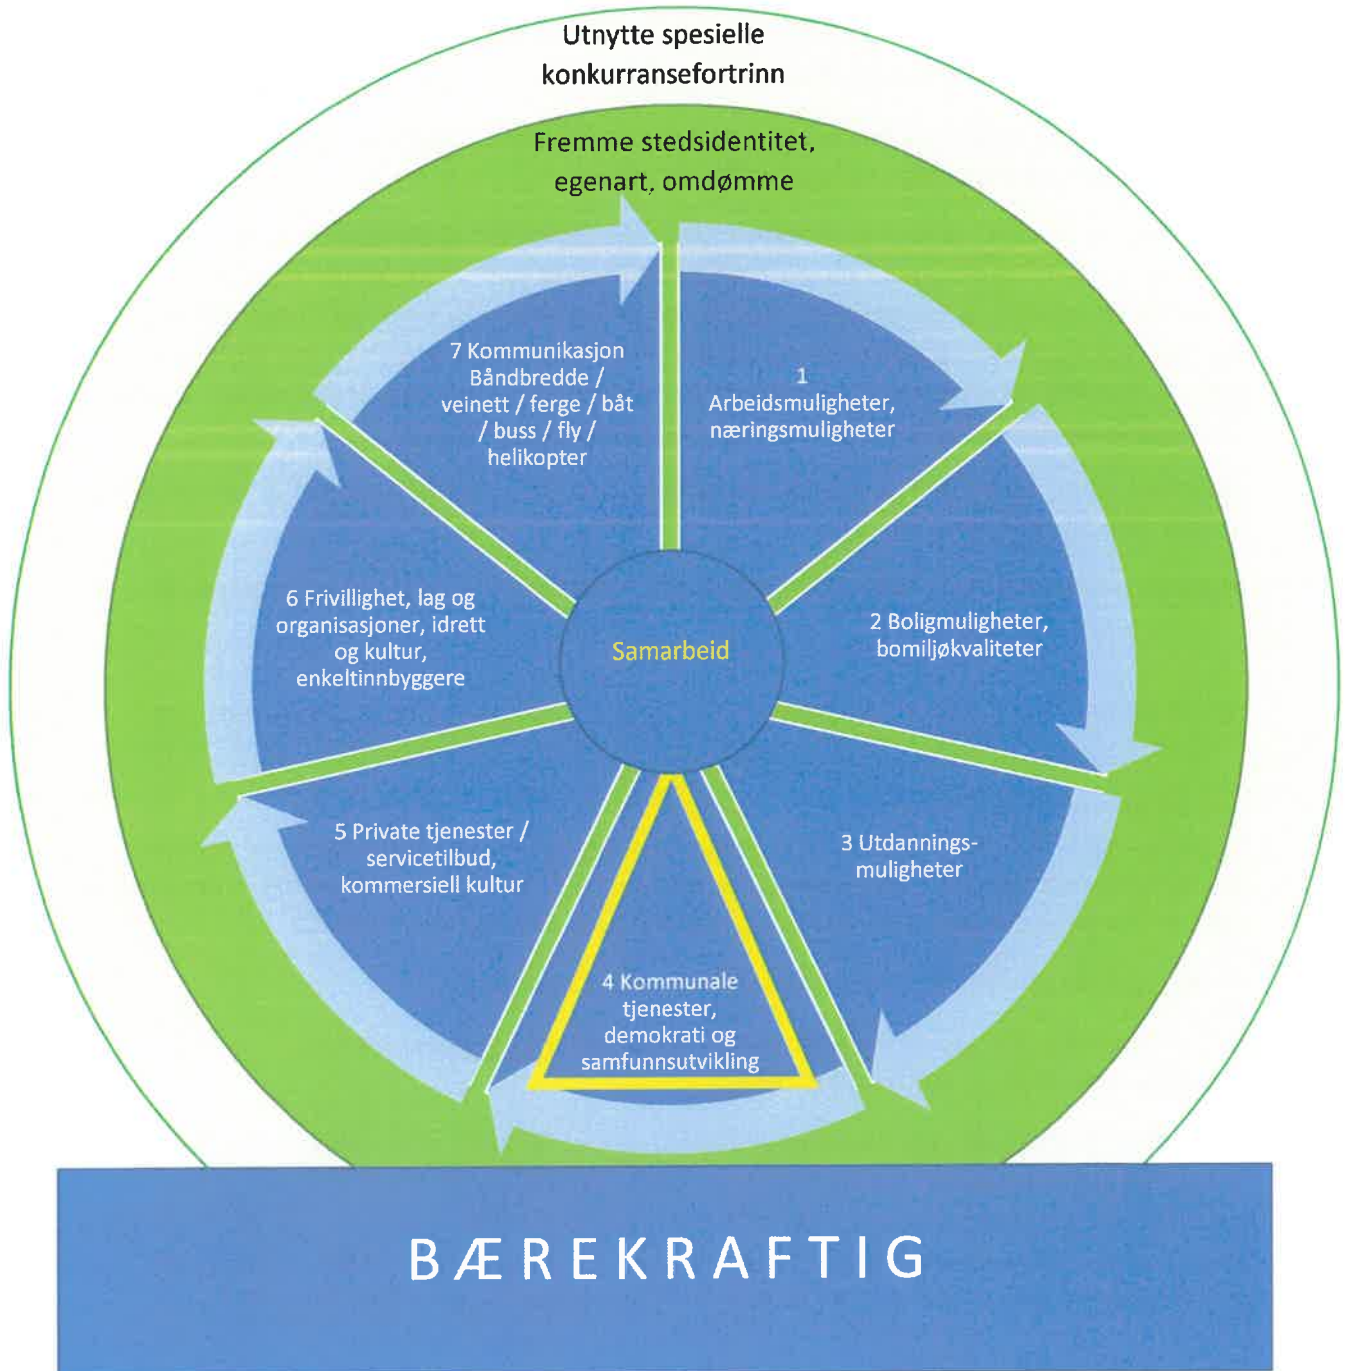 Utnytte spesielle
konkurransefortrinn
Fremme stedsidentitet,
egenart, omdømme
1
Arbeidsmuligheter,
næringsmuligheter
2 Boligmuligheter,
bomiljøkvaliteter
3 Utdannings-
muligheter
4 Kommunale
tjenester,
demokrati og
samfunnsutvikling
5 Private tjenester /
servicetilbud,
kommersiell kultur
6 Frivillighet, lag og
organisasjoner, idrett
og kultur,
enkeltinnbyggere
7 Kommunikasjon
Båndbredde /
veinett / ferge / båt
/ buss / fly /
helikopter
Samarbeid
BÆREKRAFTIG